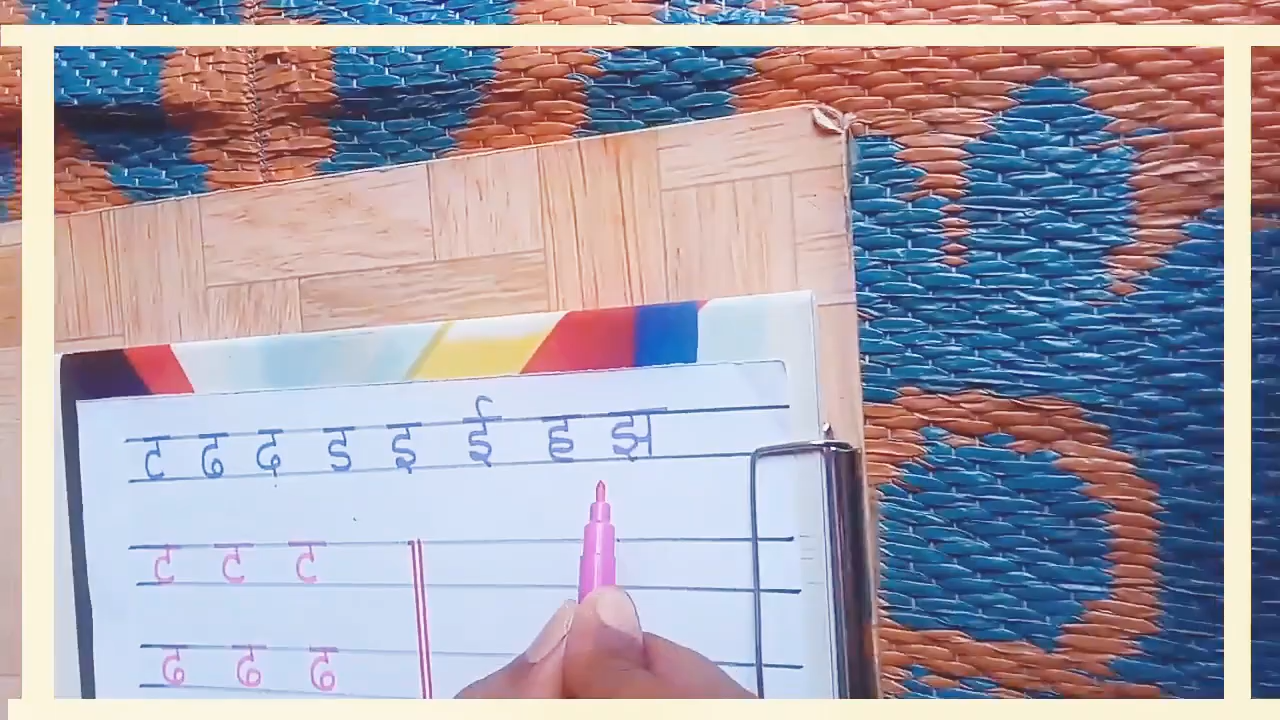 ट ढ द ड इ ई ह झ
ट ट ट
ढ ढ ढ